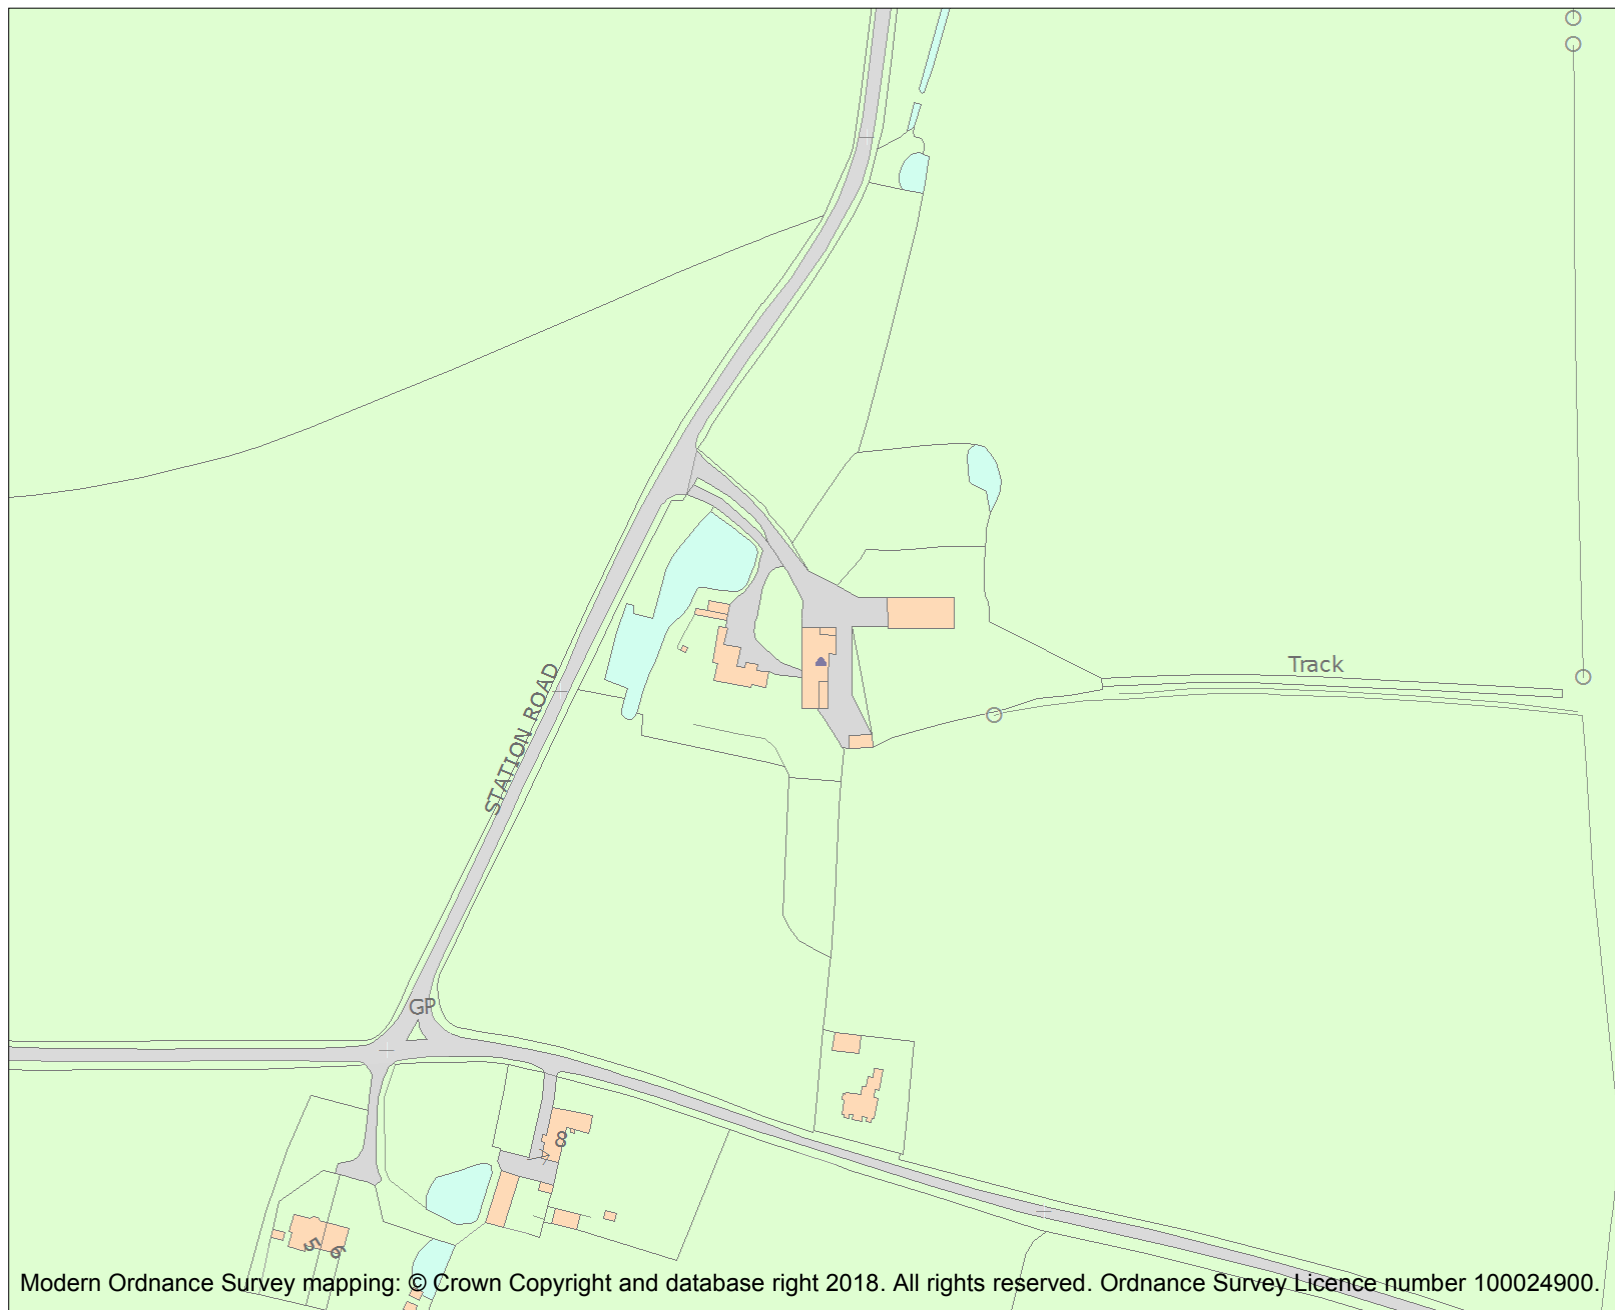 Track
STATION ROAD
GP
8
5
6
Modern Ordnance Survey mapping: © Crown Copyright and database right 2018. All rights reserved. Ordnance Survey Licence number 100024900.